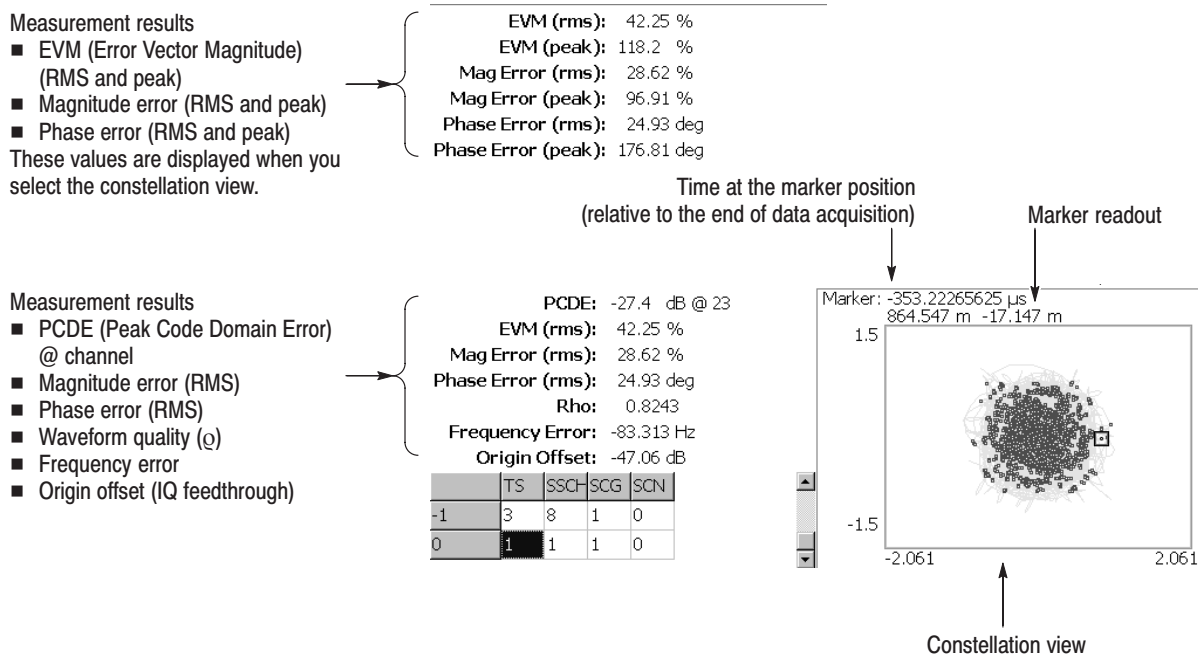 Measurement results
■ EVM (Error Vector Magnitude)
(RMS and peak)
■ Magnitude error (RMS and peak)
■ Phase error (RMS and peak)
These values are displayed when you
select the constellation view.
EVM (rms): 42.25 %
EVM (peak): 118.2 %
Mag Error (rms): 28.62 %
Mag Error (peak): 96.91 %
Phase Error (rms): 24.93 deg
Phase Error (peak): 176.81 deg
Time at the marker position
(relative to the end of data acquisition)
Marker readout
Measurement results
■ PCDE (Peak Code Domain Error)
@ channel
■ Magnitude error (RMS)
■ Phase error (RMS)
■ Waveform quality (ϱ)
■ Frequency error
■ Origin offset (IQ feedthrough)
PCDE: -27.4 dB @ 23
EVM (rms): 42.25 %
Mag Error (rms): 28.62 %
Phase Error (rms): 24.93 deg
Rho: 0.8243
Frequency Error: -83.313 Hz
Origin Offset: -47.06 dB
TS SSCH SCG SCN
-1 3 8 1 0
0 1 1 1 0
Marker: -353.22265625 µs
864.547 m -17.147 m
1.5
-1.5
-2.061 2.061
Constellation view